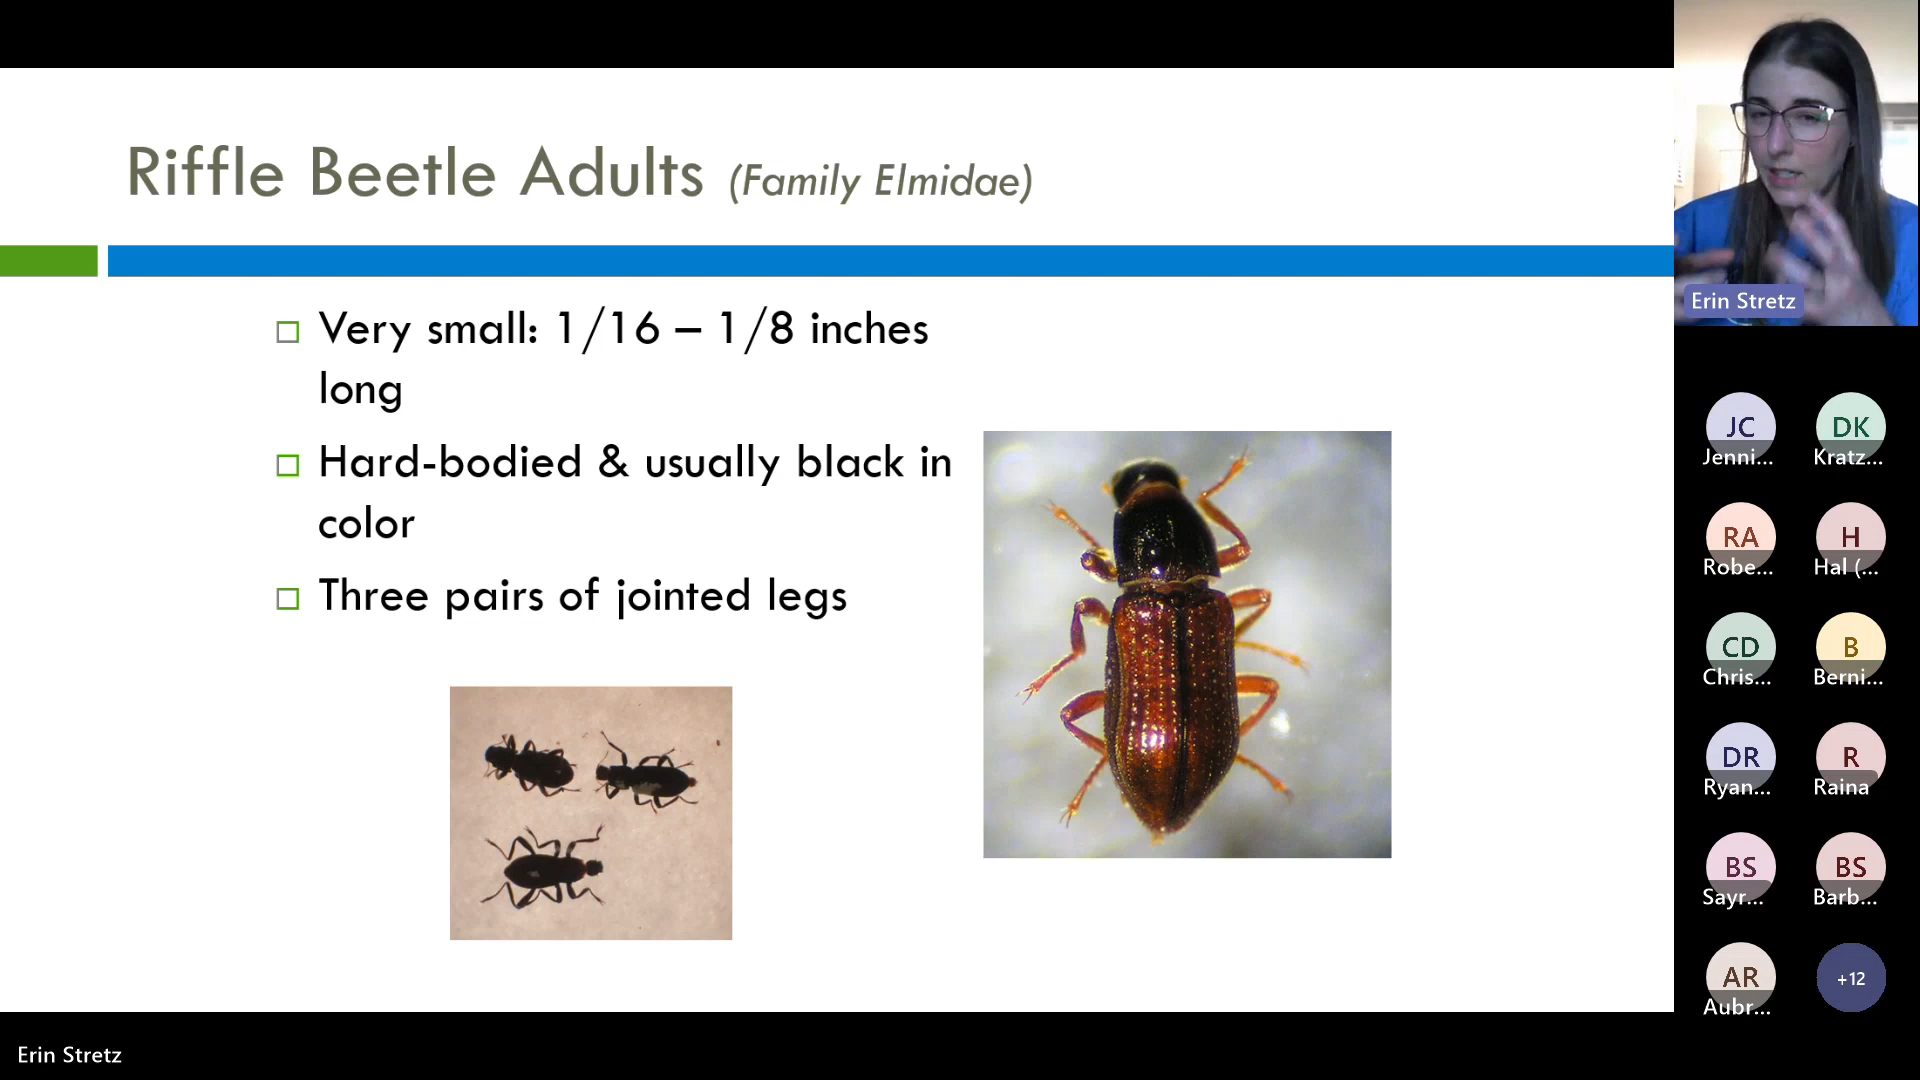 Riffle Beetle Adults (Family Elmidae)
Very small: 1/16 – 1/8 inches
long
Hard-bodied & usually black in
color
Three pairs of jointed legs
Erin Stretz
JC
Jenni...
DK
Kratz...
RA
Robe...
H
Hal (...
CD
Chris...
B
Berni...
DR
Ryan...
R
Raina
BS
Sayr...
BS
Barb...
AR
Aubr...
+12
Erin Stretz